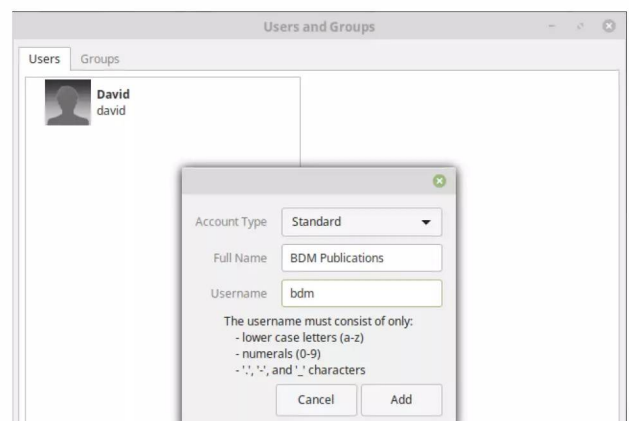 Users and Groups
Users Groups
David
david
Account Type Standard
Full Name BDM Publications
Username bdm
The username must consist of only:
- lower case letters (a-z)
- numerals (0-9)
- '.', '-', and '_' characters
Cancel Add